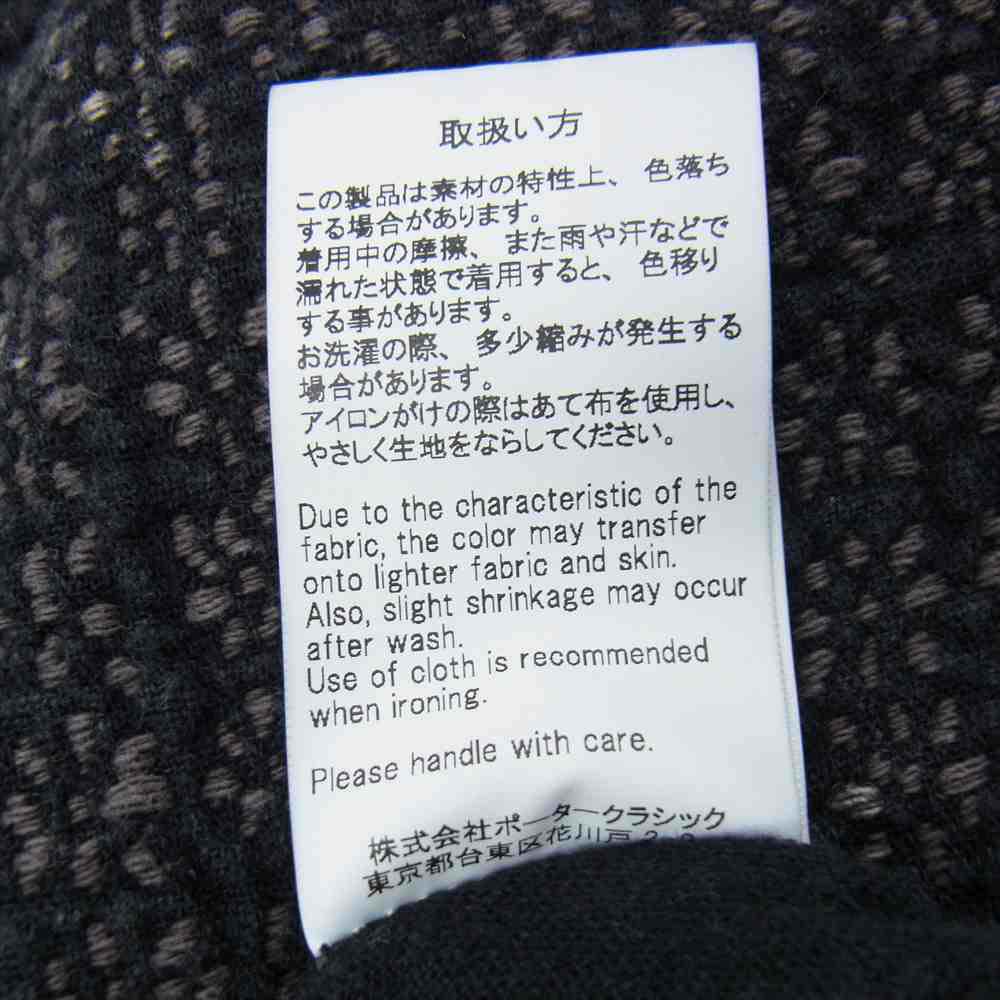 取扱い方
この製品は素材の特性上、色落ち
する場合があります。
着用中の摩擦、また雨や汗などで
濡れた状態で着用すると、色移り
する事があります。
お洗濯の際、多少縮みが発生する
場合があります。
アイロンがけの際はあて布を使用し、
やさしく生地をならしてください。
Due to the characteristic of the
fabric, the color may transfer
onto lighter fabric and skin.
Also, slight shrinkage may occur
after wash.
Use of cloth is recommended
when ironing.
Please handle with care.
株式会社ポータークラシック
東京都台東区花川戸